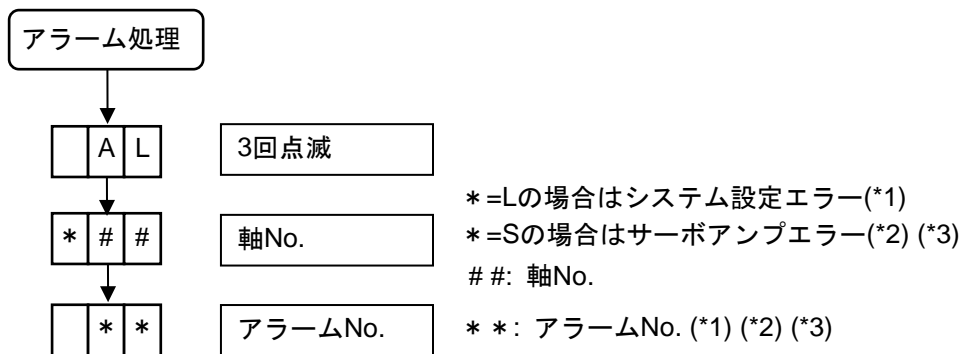 アラーム処理
A L
3回点滅
*=Lの場合はシステム設定エラー(*1)
* # #
軸No.
*=Sの場合はサーボアンプエラー(*2) (*3)
# #: 軸No.
* *
アラームNo.
* *: アラームNo. (*1) (*2) (*3)